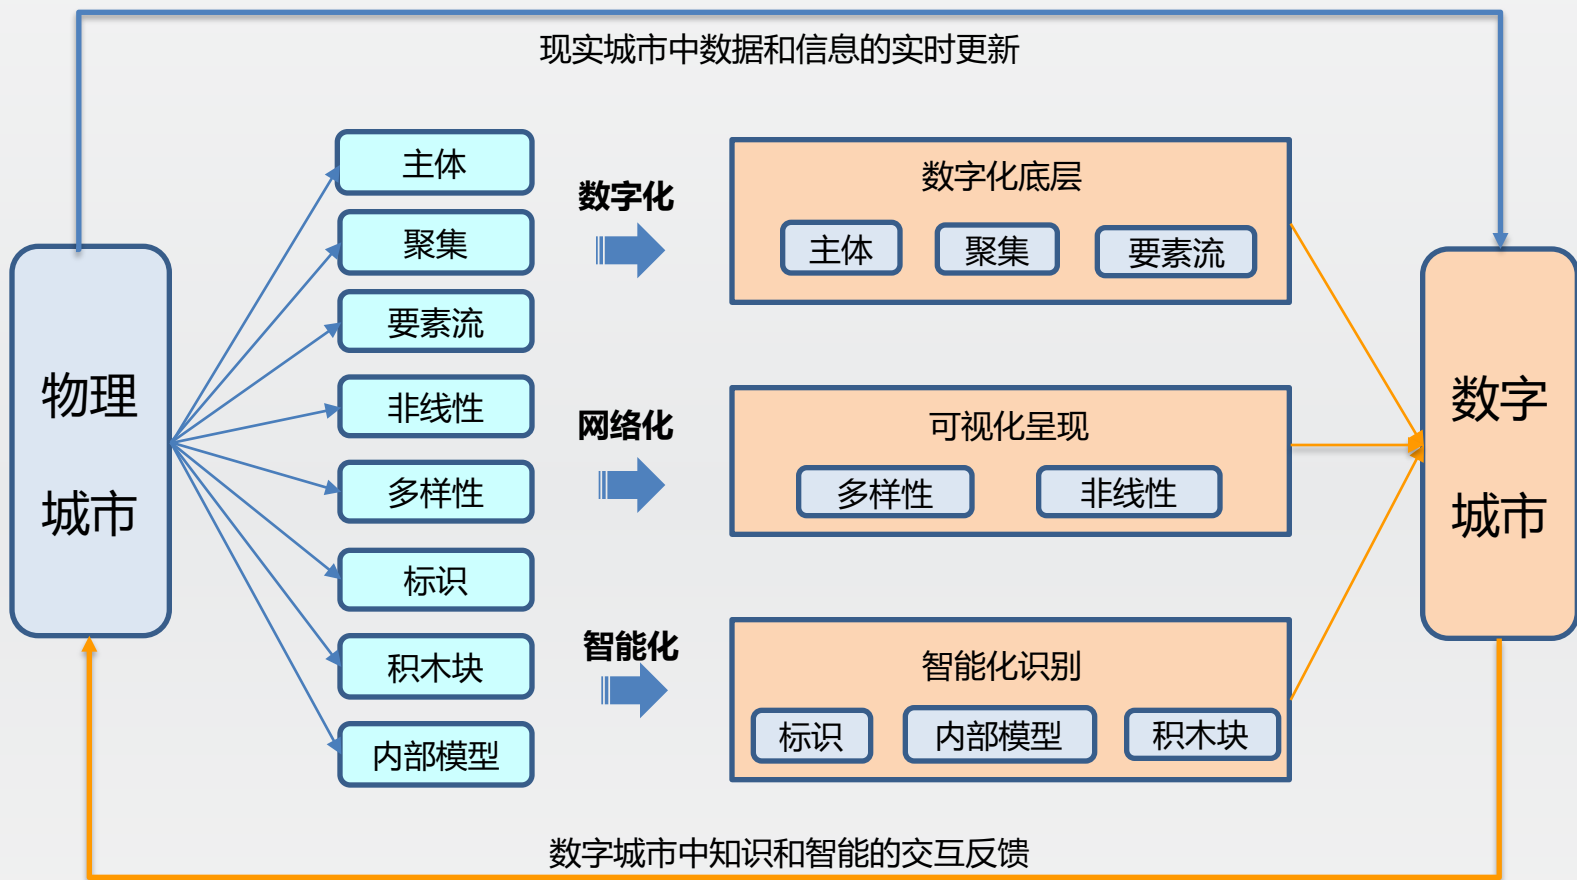 现实城市中数据和信息的实时更新
物理
城市
主体
聚集
要素流
非线性
多样性
标识
积木块
内部模型
数字化
网络化
智能化
数字化底层
主体
聚集
要素流
可视化呈现
多样性
非线性
智能化识别
标识
内部模型
积木块
数字
城市
数字城市中知识和智能的交互反馈